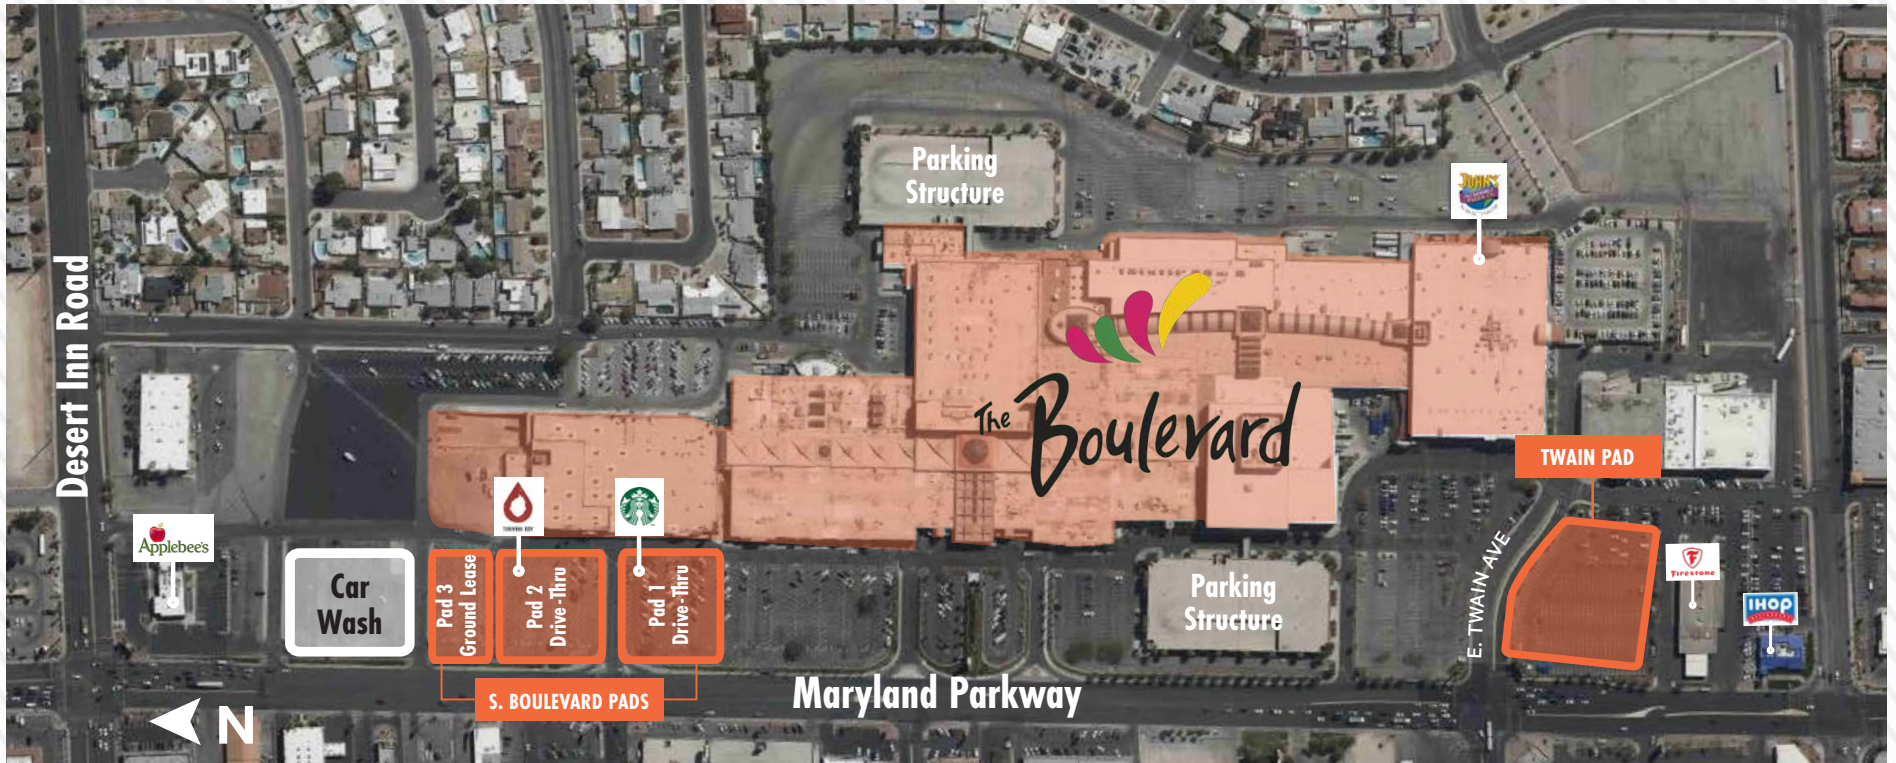 Parking
Structure
JOHN'S
Desert Inn Road
The
Boulevard
TWAIN PAD
Applebee's
Car
Wash
Pad 3
Ground Lease
Pad 2
Drive-Thru
Pad 1
Drive-Thru
Parking
Structure
E. TWAIN AVE
Firestone
IHOP
S. BOULEVARD PADS
Maryland Parkway
N